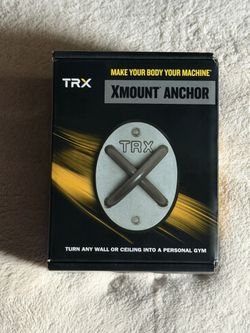 TRX
MAKE YOUR BODY YOUR MACHINE
XMOUNT ANCHOR
TRX
TURN ANY WALL OR CEILING INTO A PERSONAL GYM